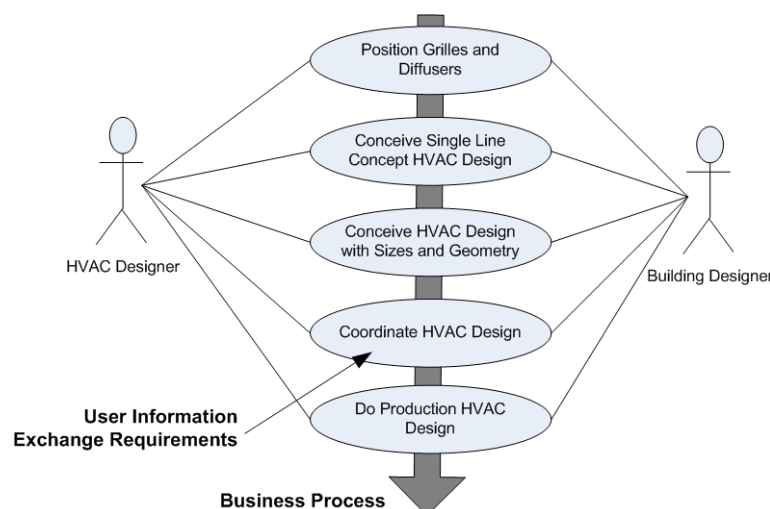 Position Grilles and
Diffusers
Conceive Single Line
Concept HVAC Design
Conceive HVAC Design
with Sizes and Geometry
HVAC Designer
Building Designer
Coordinate HVAC Design
User Information
Exchange Requirements
Do Production HVAC
Design
Business Process